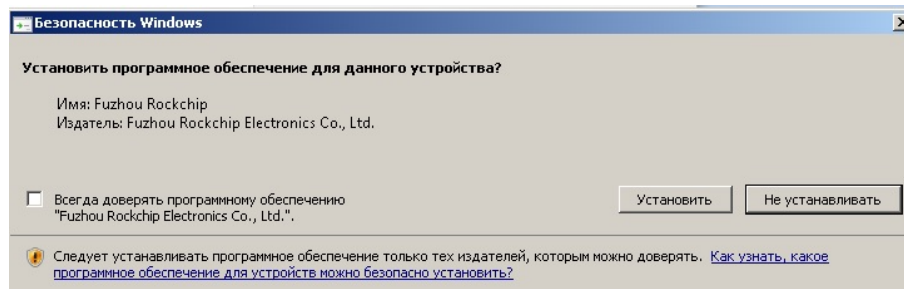 Безопасность Windows
Установить программное обеспечение для данного устройства?
Имя: Fuzhou Rockchip
Издатель: Fuzhou Rockchip Electronics Co., Ltd.
Всегда доверять программному обеспечению
"Fuzhou Rockchip Electronics Co., Ltd.".
Установить
Не устанавливать
Следует устанавливать программное обеспечение только тех издателей, которым можно доверять. Как узнать, какое
программное обеспечение для устройств можно безопасно установить?